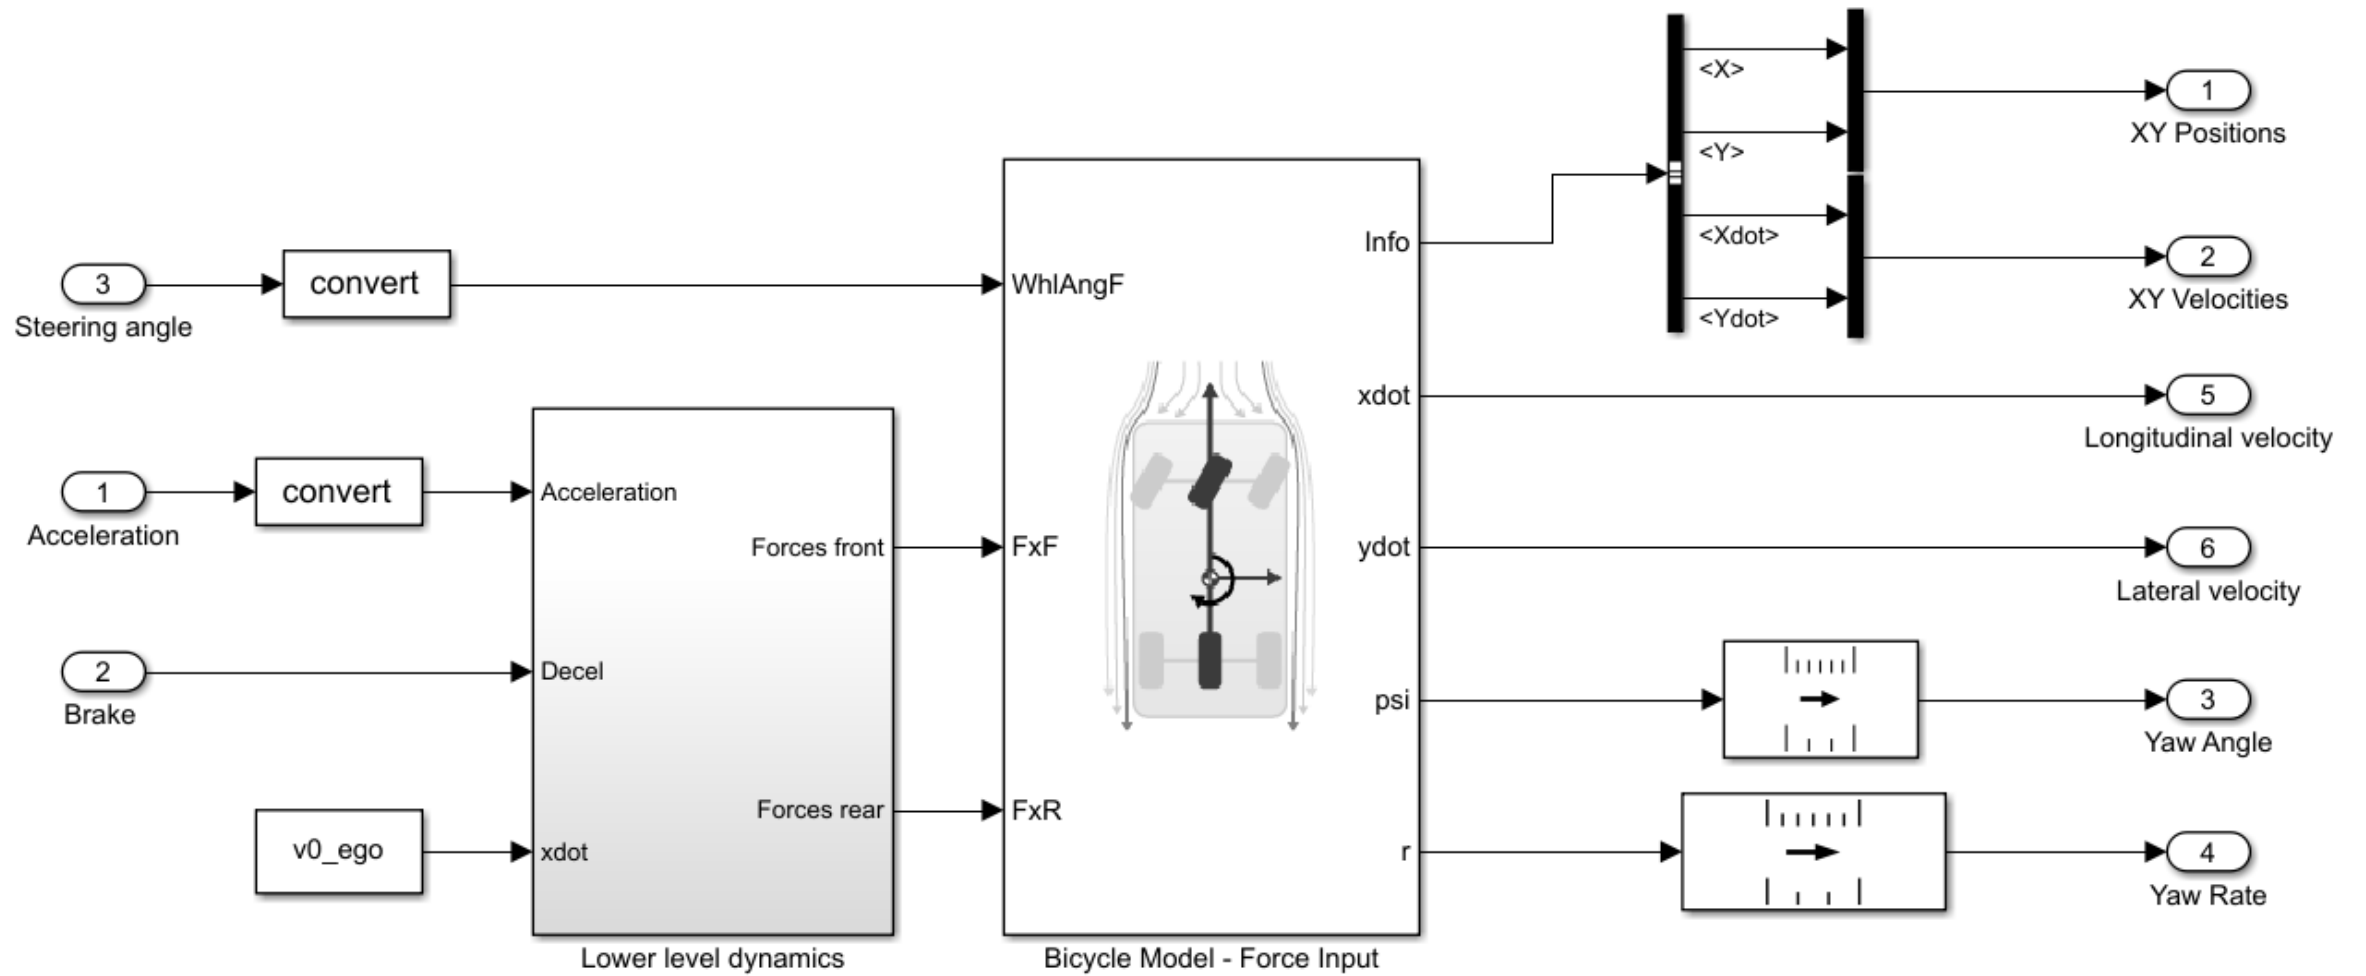 <X>
1
XY Positions
<Y>
<Xdot>
2
XY Velocities
<Ydot>
3
Steering angle
convert
WhlAngF
Info
xdot
5
Longitudinal velocity
1
Acceleration
convert
Acceleration
Forces front
FxF
ydot
6
Lateral velocity
2
Brake
Decel
psi
3
Yaw Angle
v0_ego
xdot
Forces rear
FxR
r
4
Yaw Rate
Lower level dynamics
Bicycle Model - Force Input